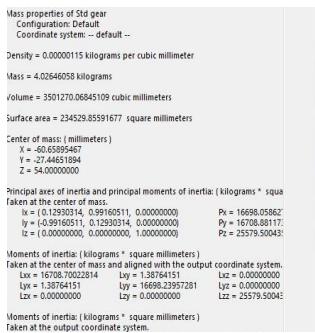 Mass properties of Std gear
Configuration: Default
Coordinate system: -- default --
Density = 0.00000115 kilograms per cubic millimeter
Mass = 4.02646058 kilograms
Volume = 3501270.06845109 cubic millimeters
Surface area = 234529.85591677 square millimeters
Center of mass: ( millimeters )
X = -60.65895467
Y = -27.44651894
Z = 54.00000000
Principal axes of inertia and principal moments of inertia: ( kilograms * squa
Taken at the center of mass.
Ix = ( 0.12930314, 0.99160511, 0.00000000) Px = 16698.05862
Iy = (-0.99160511, 0.12930314, 0.00000000) Py = 16708.88117
Iz = ( 0.00000000, 0.00000000, 1.00000000) Pz = 25579.50043
Moments of inertia: ( kilograms * square millimeters )
Taken at the center of mass and aligned with the output coordinate system.
Lxx = 16708.70022814 Lxy = 1.38764151 Lxz = 0.00000000
Lyx = 1.38764151 Lyy = 16698.23957281 Lyz = 0.00000000
Lzx = 0.00000000 Lzy = 0.00000000 Lzz = 25579.50043
Moments of inertia: ( kilograms * square millimeters )
Taken at the output coordinate system.